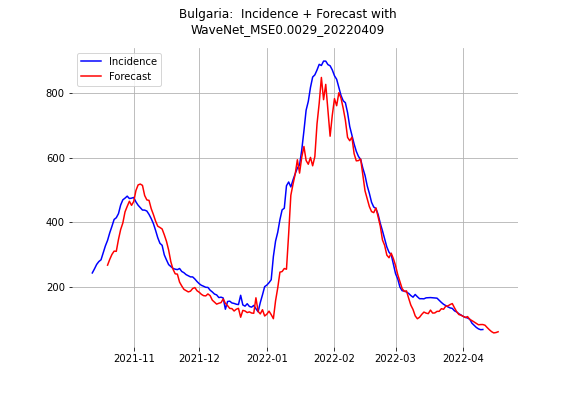 Bulgaria:  Incidence + Forecast with
WaveNet_MSE0.0029_20220409
Incidence
Forecast
800
600
400
200
2021-11 2021-12 2022-01 2022-02 2022-03 2022-04